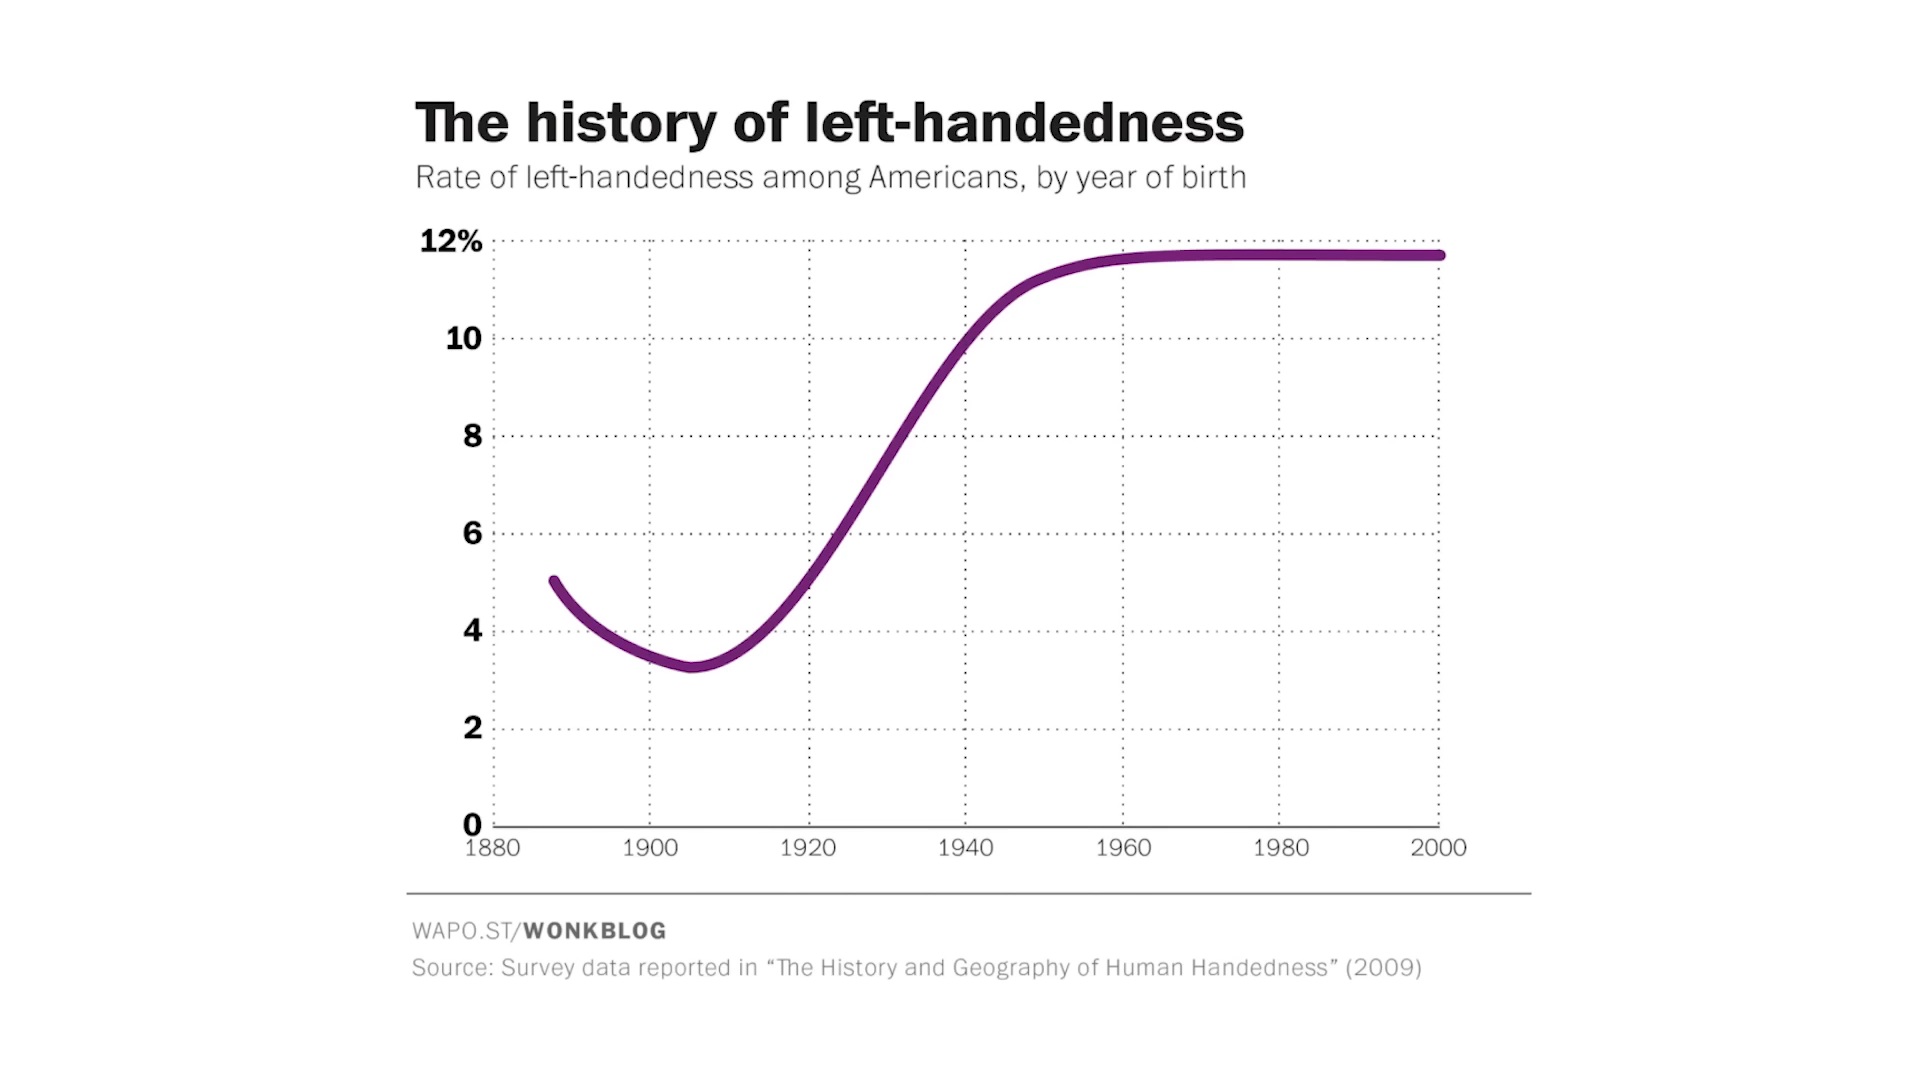 The history of left-handedness
Rate of left-handedness among Americans, by year of birth
12%
10
8
6
4
2
0
1880 1900 1920 1940 1960 1980 2000
WAPO.ST/WONKBLOG
Source: Survey data reported in “The History and Geography of Human Handedness” (2009)